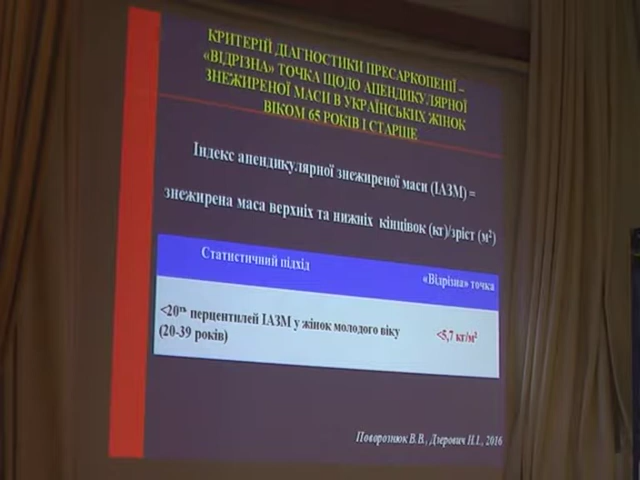 КРИТЕРІЙ ДІАГНОСТИКИ ПРЕСАРКОПЕНІЇ –
«ВІДРІЗНА» ТОЧКА ЩОДО АПЕНДИКУЛЯРНОЇ
ЗНЕЖИРЕНОЇ МАСИ В УКРАЇНСЬКИХ ЖІНОК
ВІКОМ 65 РОКІВ І СТАРШЕ
Індекс апендикулярної знежиреної маси (ІАЗМ) =
знежирена маса верхніх та нижніх кінцівок (кг)/зріст (м²)
Статистичний підхід «Відрізна» точка
<20ть перцентилей ІАЗМ у жінок молодого віку <5,7 кг/м²
(20-39 років)
Поворознюк В.В., Дзерович Н.І., 2016